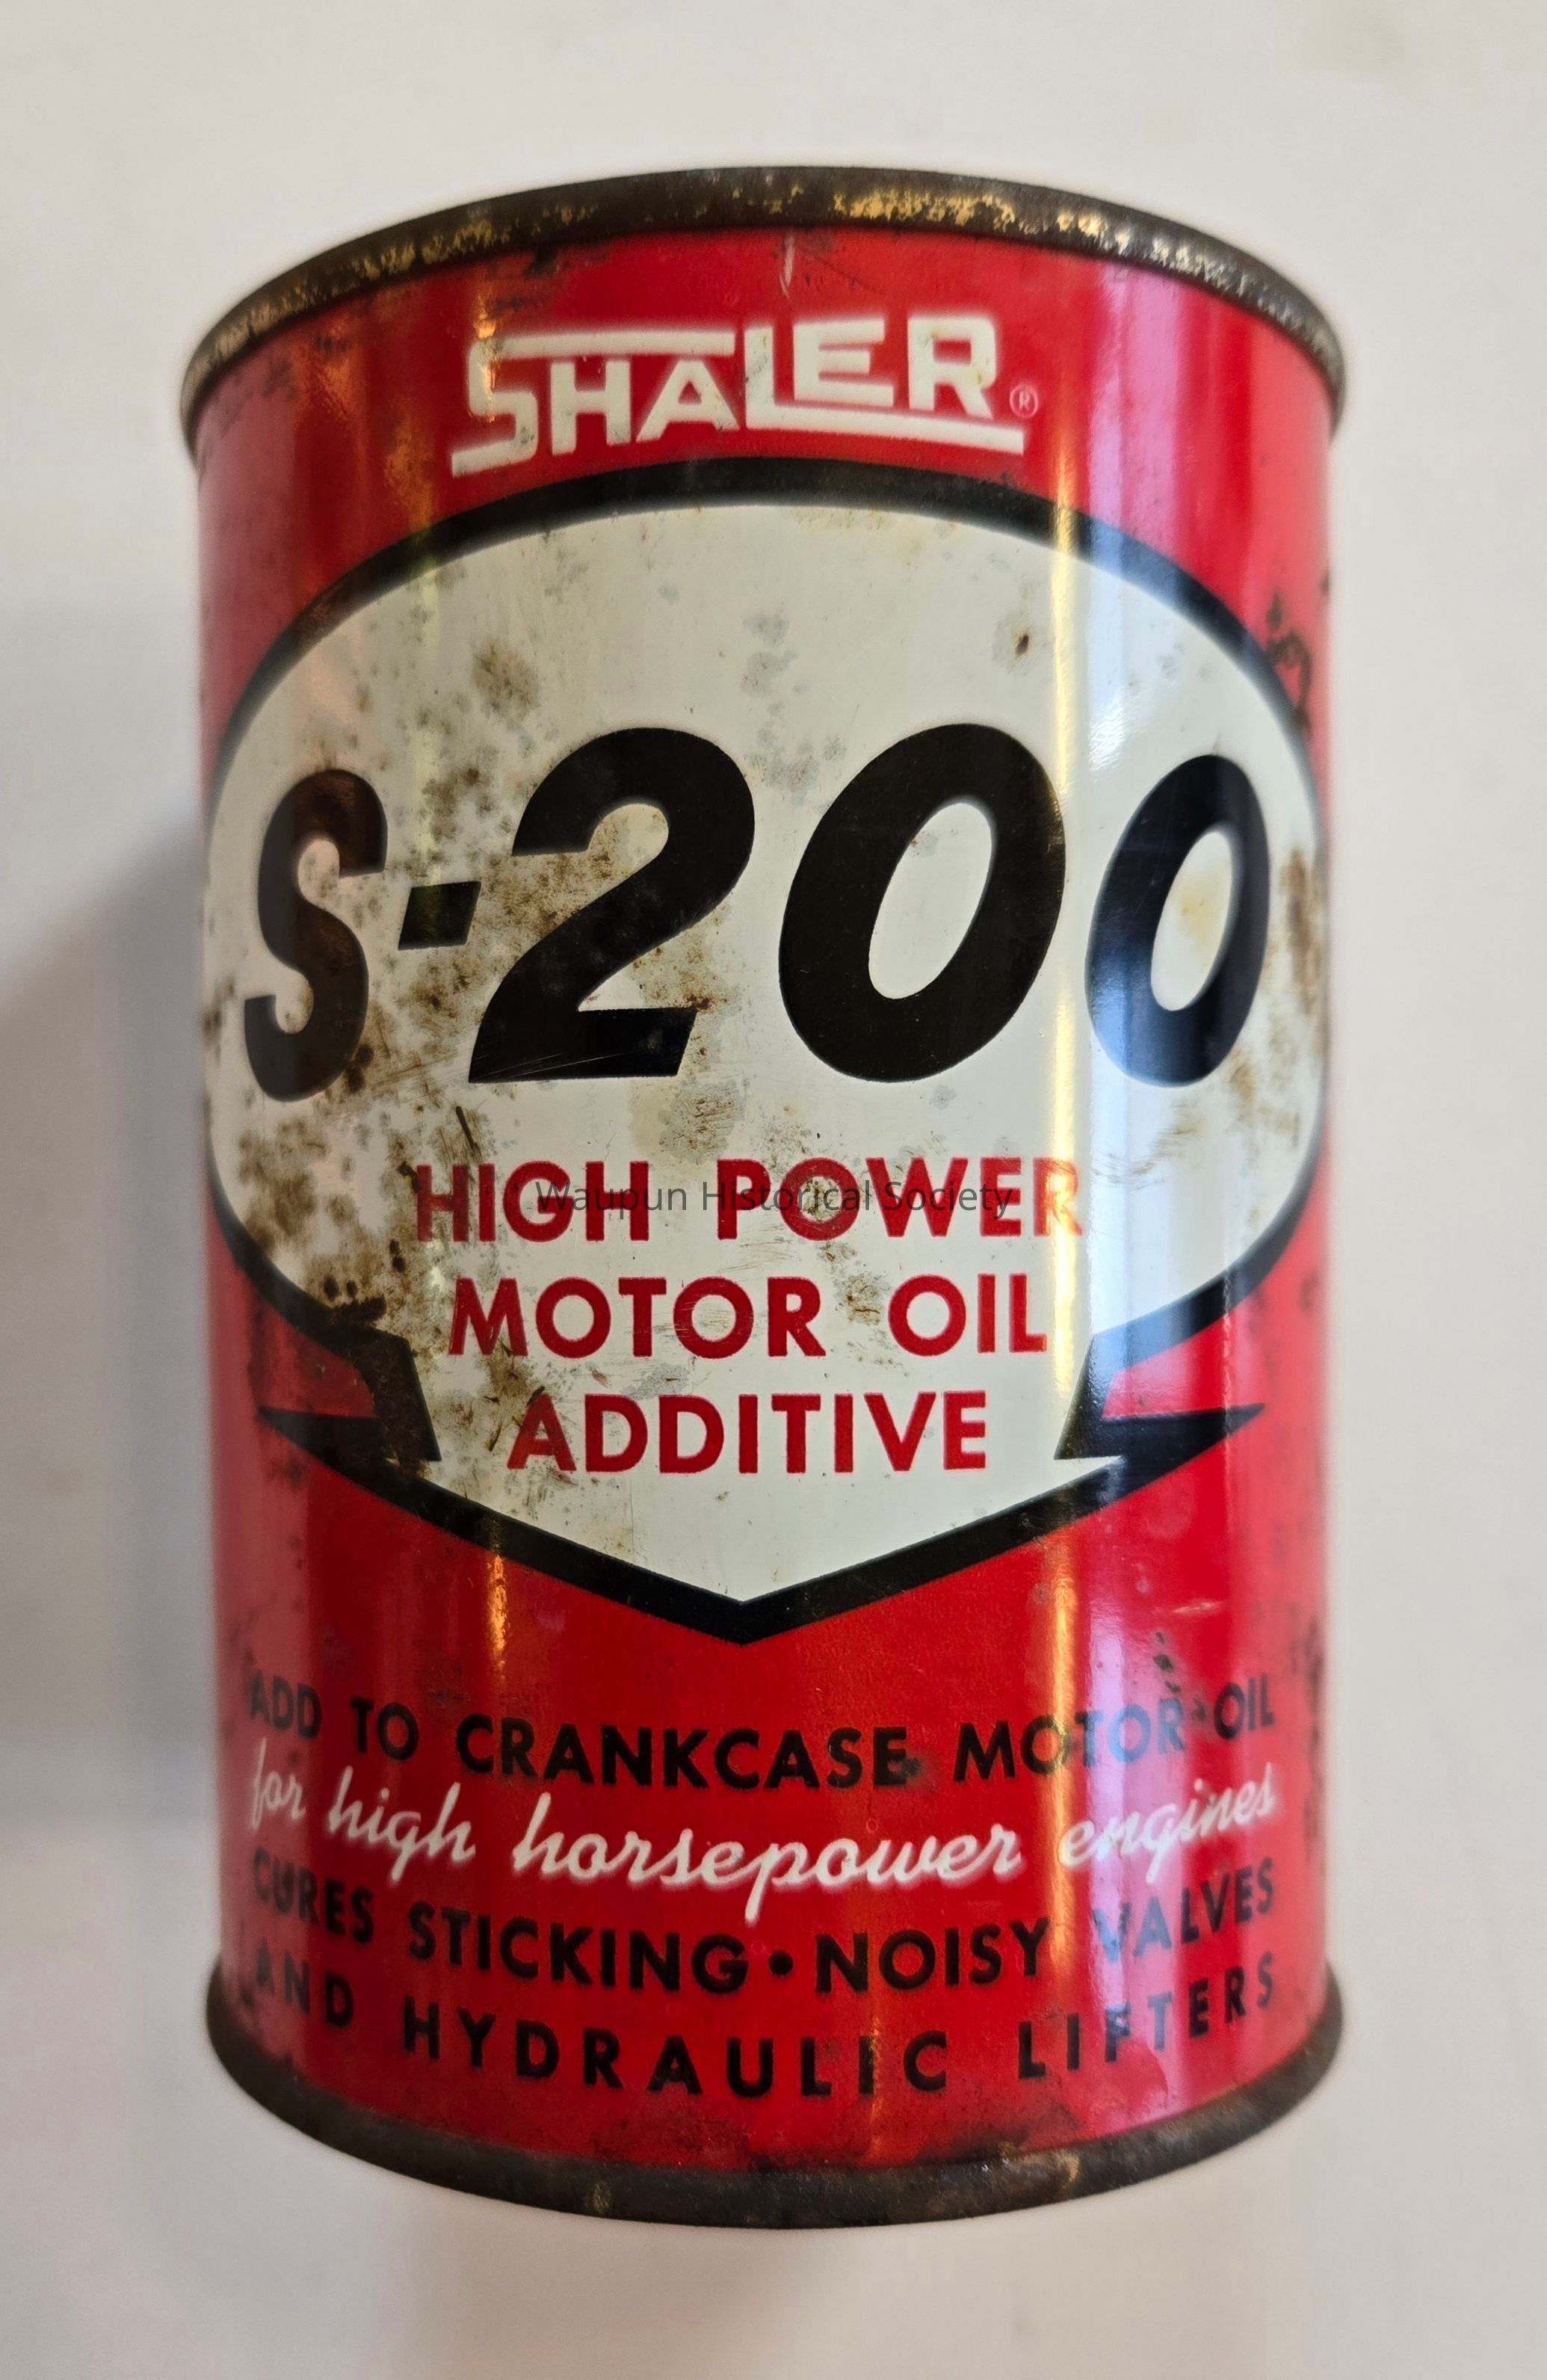 SHALER®
S-200
HIGH POWER
Waupun Historical Society
MOTOR OIL
ADDITIVE
ADD TO CRANKCASE MOTOR OIL
for high horsepower engines
CURES STICKING • NOISY VALVES
AND HYDRAULIC LIFTERS